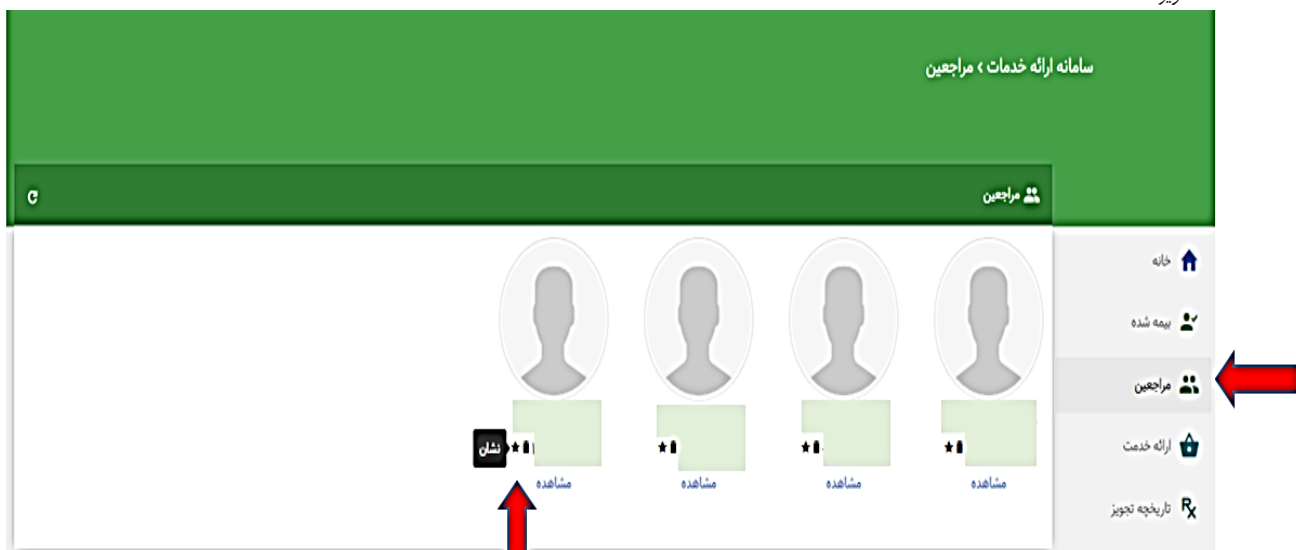 سامانه ارائه خدمات › مراجعین
مراجعین
خانه
بیمه شده
مراجعین
ارائه خدمت
تاریخچه تجویز
نشان
مشاهده
مشاهده
مشاهده
مشاهده